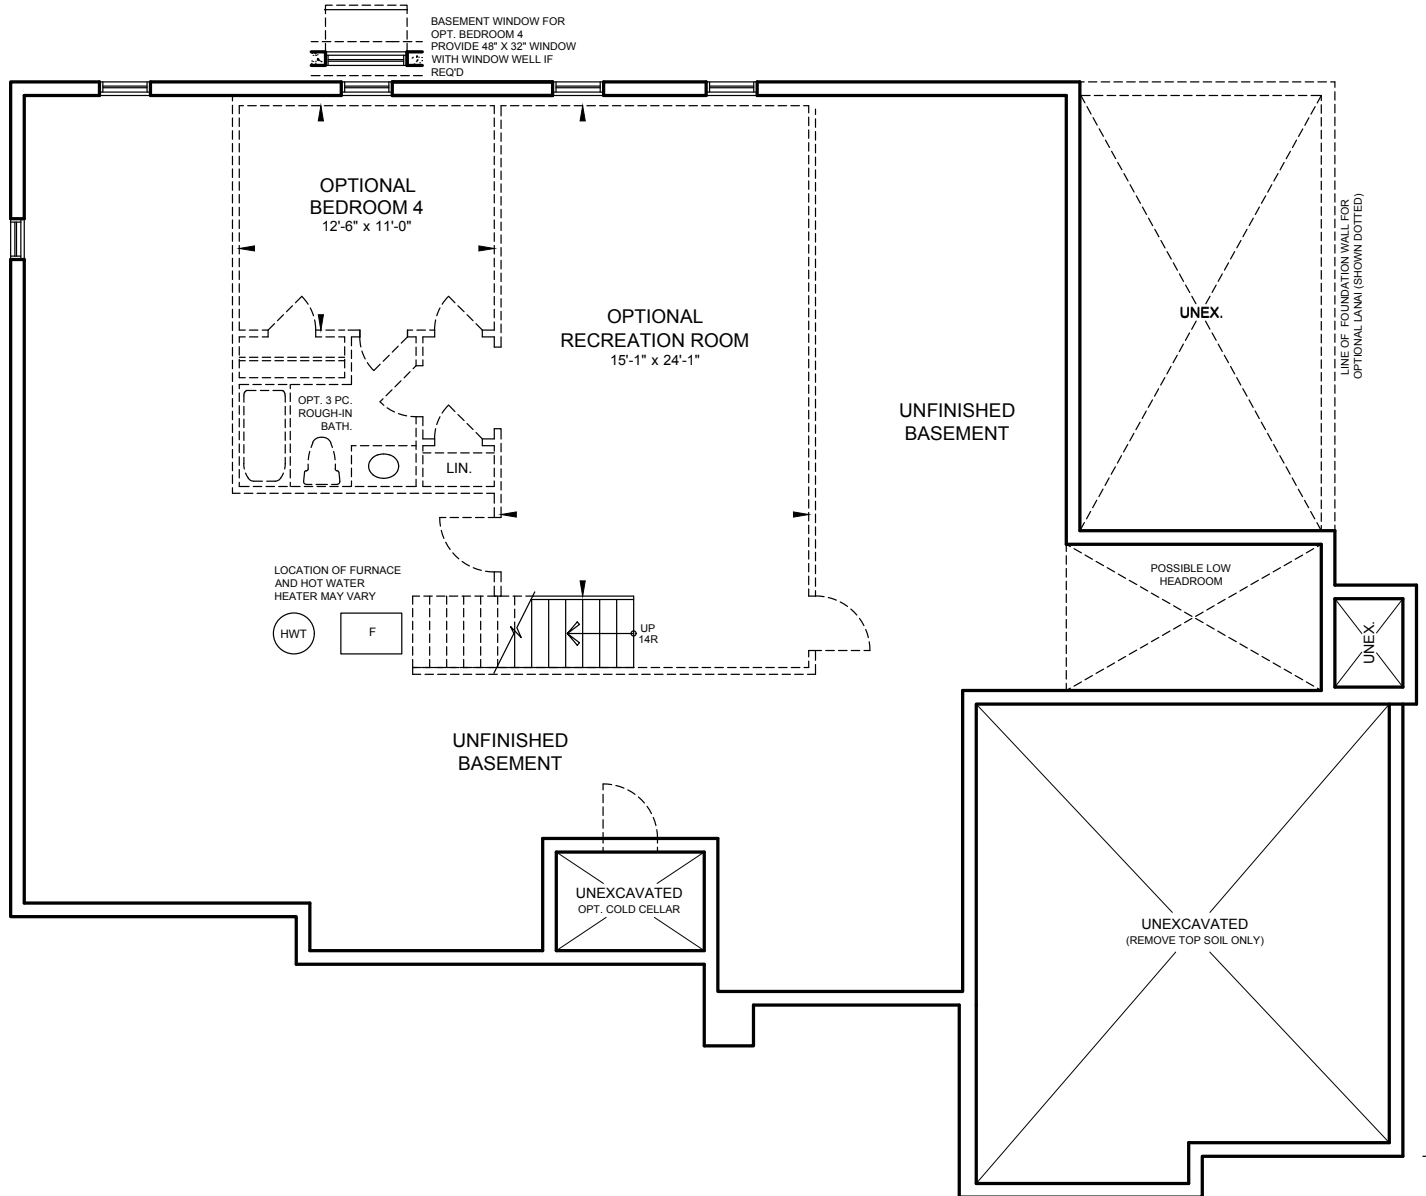 BASEMENT WINDOW FOR
OPT. BEDROOM 4
PROVIDE 48" X 32" WINDOW
WITH WINDOW WELL IF
REQ'D
OPTIONAL
BEDROOM 4
12'-6" x 11'-0"
OPTIONAL
RECREATION ROOM
15'-1" x 24'-1"
UNEX.
LINE OF FOUNDATION WALL FOR
OPTIONAL LANAI (SHOWN DOTTED)
OPT. 3 PC.
ROUGH-IN
BATH.
LIN.
UNFINISHED
BASEMENT
LOCATION OF FURNACE
AND HOT WATER
HEATER MAY VARY
HWT
F
UP
14R
POSSIBLE LOW
HEADROOM
UNEX.
UNFINISHED
BASEMENT
UNEXCAVATED
OPT. COLD CELLAR
UNEXCAVATED
(REMOVE TOP SOIL ONLY)